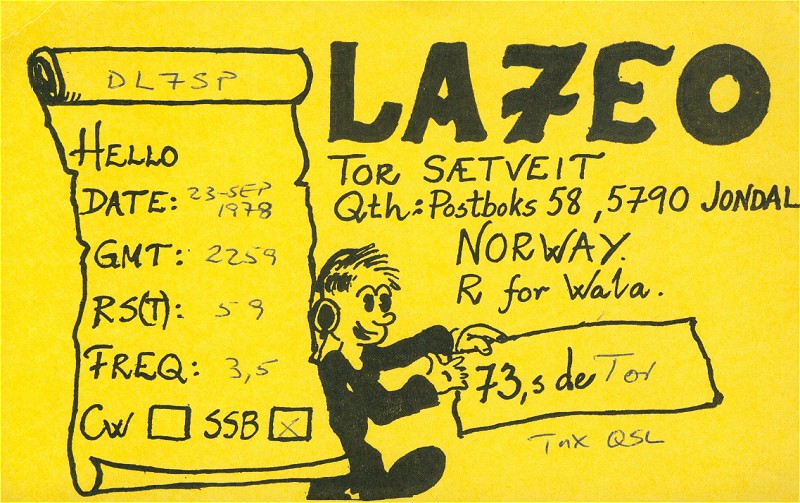 DL7SP
LA7EO
HELLO
DATE: 23-SEP
1978
GMT: 2259
RS(T): 59
FREQ: 3,5
CW SSB X
TOR SÆTVEIT
Qth: Postboks 58, 5790 JONDAL
NORWAY.
R for Wala.
73,s de Tor
Tnx QSL